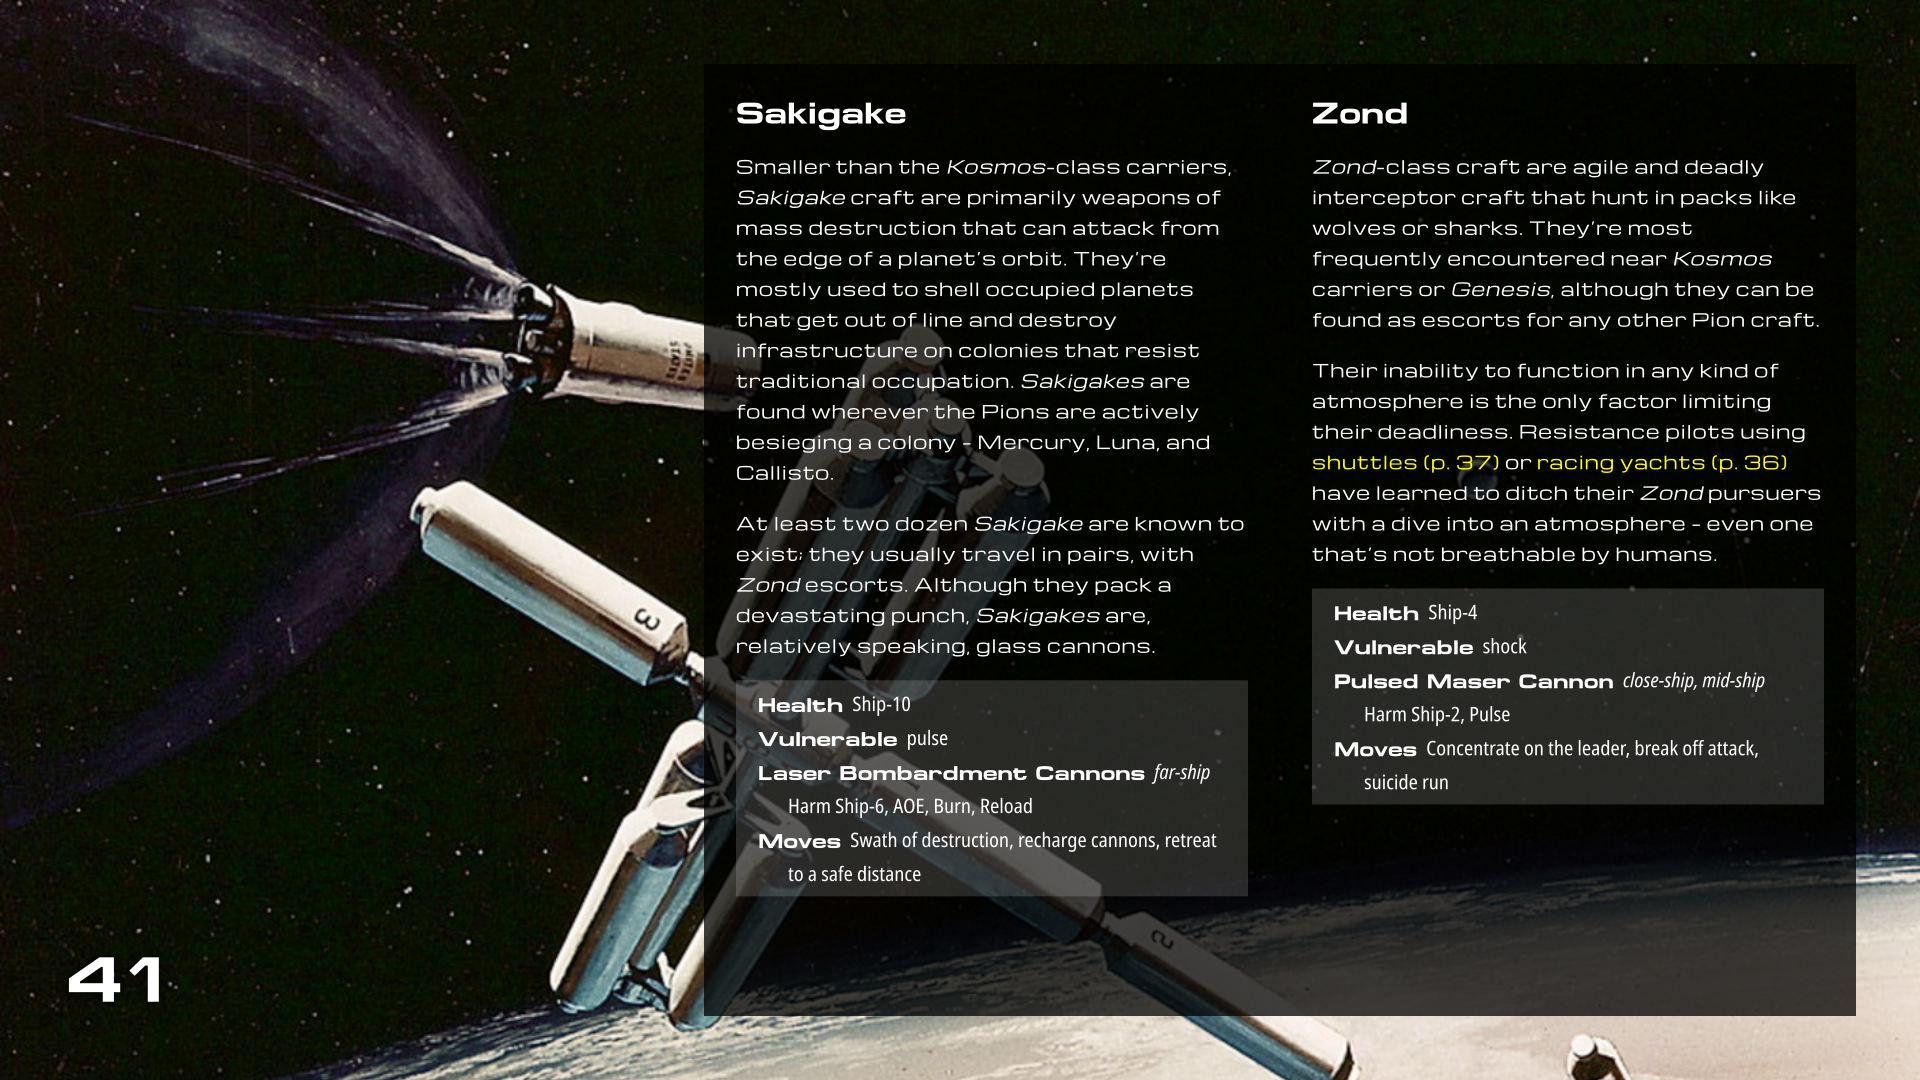 Sakigake
Smaller than the Kosmos-class carriers,
Sakigake craft are primarily weapons of
mass destruction that can attack from
the edge of a planet's orbit. They're
mostly used to shell occupied planets
that get out of line and destroy
infrastructure on colonies that resist
traditional occupation. Sakigakes are
found wherever the Pions are actively
besieging a colony – Mercury, Luna, and
Callisto.
At least two dozen Sakigake are known to
exist; they usually travel in pairs, with
Zond escorts. Although they pack a
devastating punch, Sakigakes are,
relatively speaking, glass cannons.
Health Ship-10
Vulnerable pulse
Laser Bombardment Cannons far-ship
Harm Ship-6, AOE, Burn, Reload
Moves Swath of destruction, recharge cannons, retreat
to a safe distance
Zond
Zond-class craft are agile and deadly
interceptor craft that hunt in packs like
wolves or sharks. They're most
frequently encountered near Kosmos
carriers or Genesis, although they can be
found as escorts for any other Pion craft.
Their inability to function in any kind of
atmosphere is the only factor limiting
their deadliness. Resistance pilots using
shuttles (p. 37) or racing yachts (p. 36)
have learned to ditch their Zond pursuers
with a dive into an atmosphere – even one
that's not breathable by humans.
Health Ship-4
Vulnerable shock
Pulsed Maser Cannon close-ship, mid-ship
Harm Ship-2, Pulse
Moves Concentrate on the leader, break off attack,
suicide run
UNITED
STATES
3
2
41